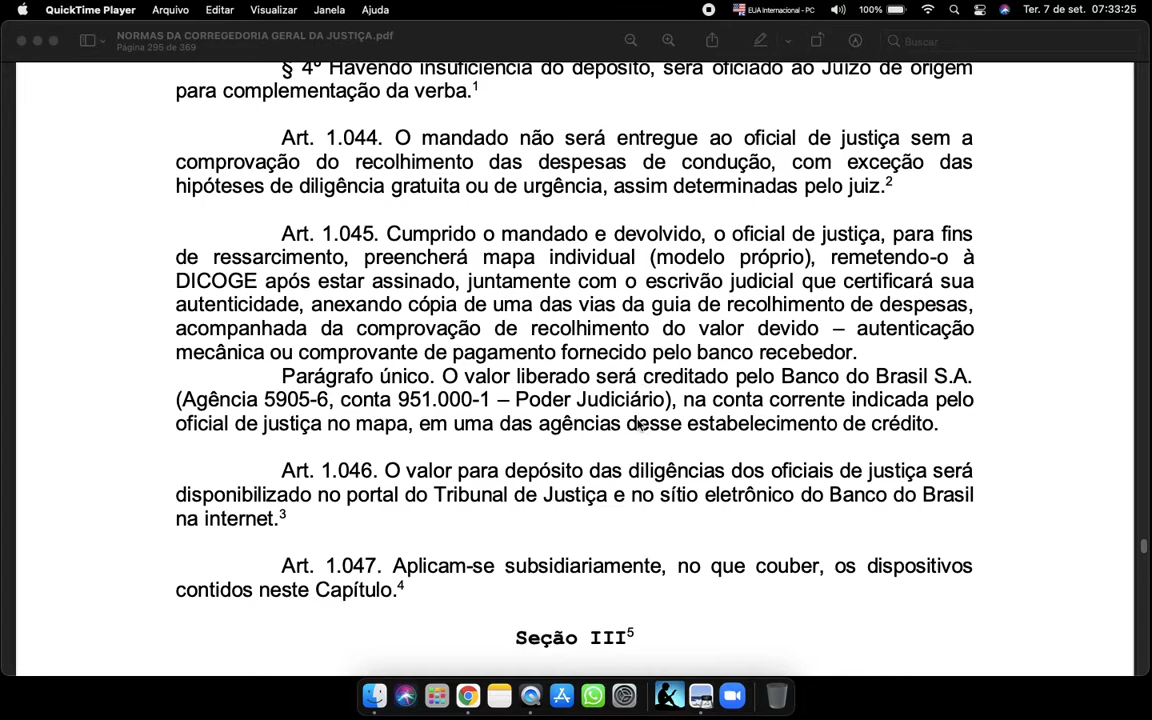 QuickTime Player Arquivo Editar Visualizar Janela Ajuda EUA Internacional - PC 100% Ter. 7 de set. 07:33:25
NORMAS DA CORREGEDORIA GERAL DA JUSTIÇA.pdf
Página 295 de 369
Buscar
§ 4º Havendo insuficiência do depósito, será oficiado ao Juízo de origem
para complementação da verba.1
Art. 1.044. O mandado não será entregue ao oficial de justiça sem a
comprovação do recolhimento das despesas de condução, com exceção das
hipóteses de diligência gratuita ou de urgência, assim determinadas pelo juiz.2
Art. 1.045. Cumprido o mandado e devolvido, o oficial de justiça, para fins
de ressarcimento, preencherá mapa individual (modelo próprio), remetendo-o à
DICOGE após estar assinado, juntamente com o escrivão judicial que certificará sua
autenticidade, anexando cópia de uma das vias da guia de recolhimento de despesas,
acompanhada da comprovação de recolhimento do valor devido – autenticação
mecânica ou comprovante de pagamento fornecido pelo banco recebedor.
Parágrafo único. O valor liberado será creditado pelo Banco do Brasil S.A.
(Agência 5905-6, conta 951.000-1 – Poder Judiciário), na conta corrente indicada pelo
oficial de justiça no mapa, em uma das agências desse estabelecimento de crédito.
Art. 1.046. O valor para depósito das diligências dos oficiais de justiça será
disponibilizado no portal do Tribunal de Justiça e no sítio eletrônico do Banco do Brasil
na internet.3
Art. 1.047. Aplicam-se subsidiariamente, no que couber, os dispositivos
contidos neste Capítulo.4
Seção III5